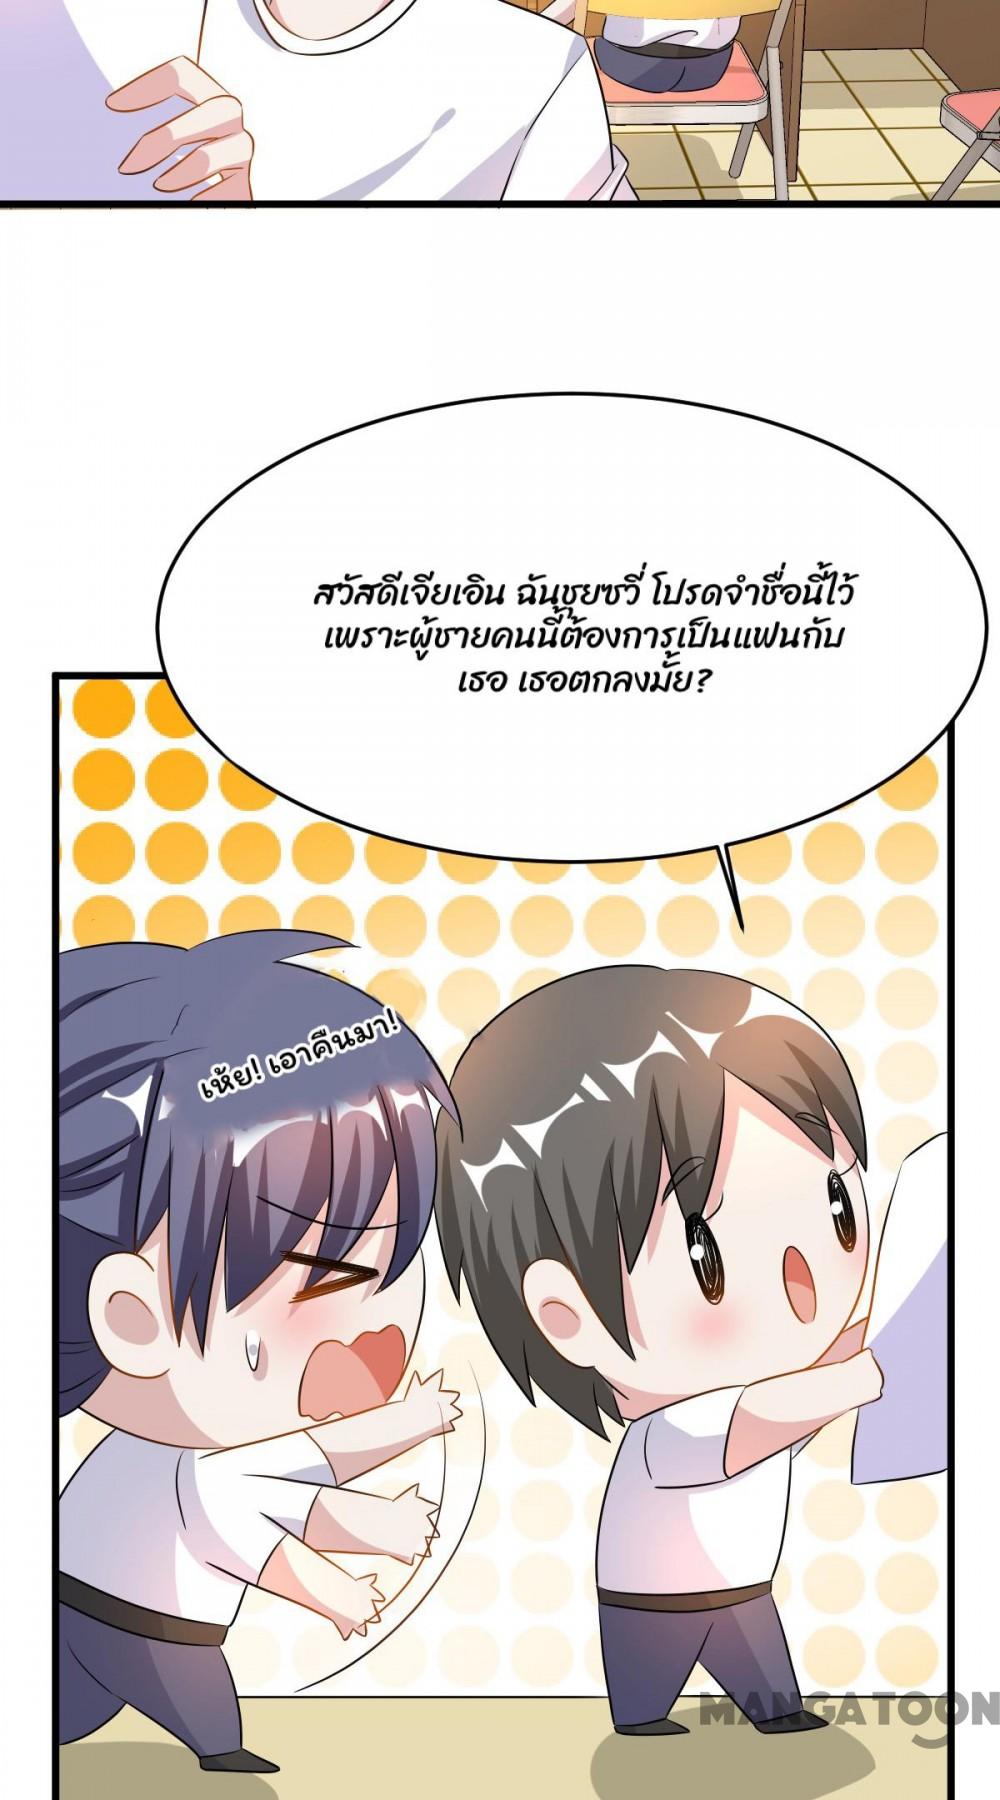 สวัสดีเจียเอิน ฉันชุยซวี่ โปรดจำชื่อนี้ไว้
เพราะผู้ชายคนนี้ต้องการเป็นแฟนกับ
เธอ เธอตกลงมั้ย?
เห้ย! เอาคืนมา!
MANGATOON